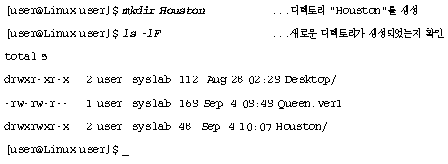 [user@Linux user]$ mkdir Houston ...디렉토리 "Houston"를 생성
[user@Linux user]$ ls -lF ...새로운 디렉토리가 생성되었는지 확인
total 3
drwxr-xr-x 2 user syslab 112 Aug 28 02:29 Desktop/
-rw-rw-r-- 1 user syslab 169 Sep 4 09:49 Queen.ver1
drwxrwxr-x 2 user syslab 48 Sep 4 10:07 Houston/
[user@Linux user]$ _